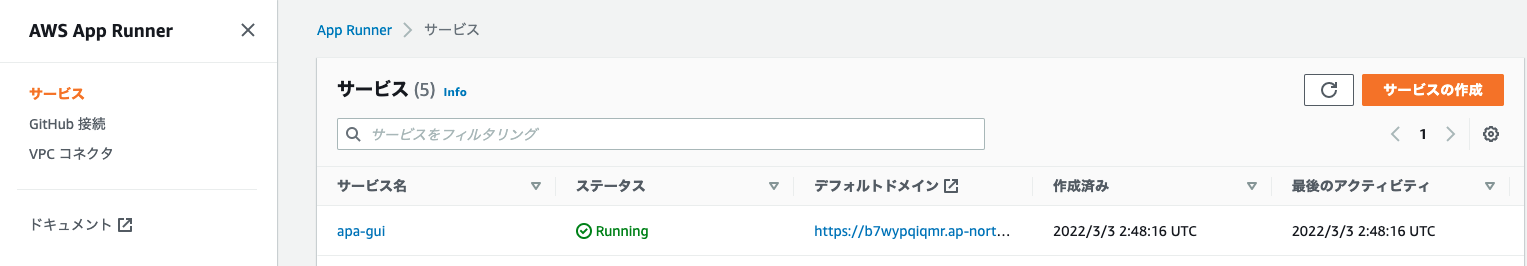 AWS App Runner
サービス
GitHub 接続
VPC コネクタ
ドキュメント
App Runner > サービス
サービス (5) Info
サービスの作成
サービスをフィルタリング
1
サービス名 ステータス デフォルトドメイン 作成済み 最後のアクティビティ
apa-gui Running https://b7wypqiqmr.ap-nort... 2022/3/3 2:48:16 UTC 2022/3/3 2:48:16 UTC